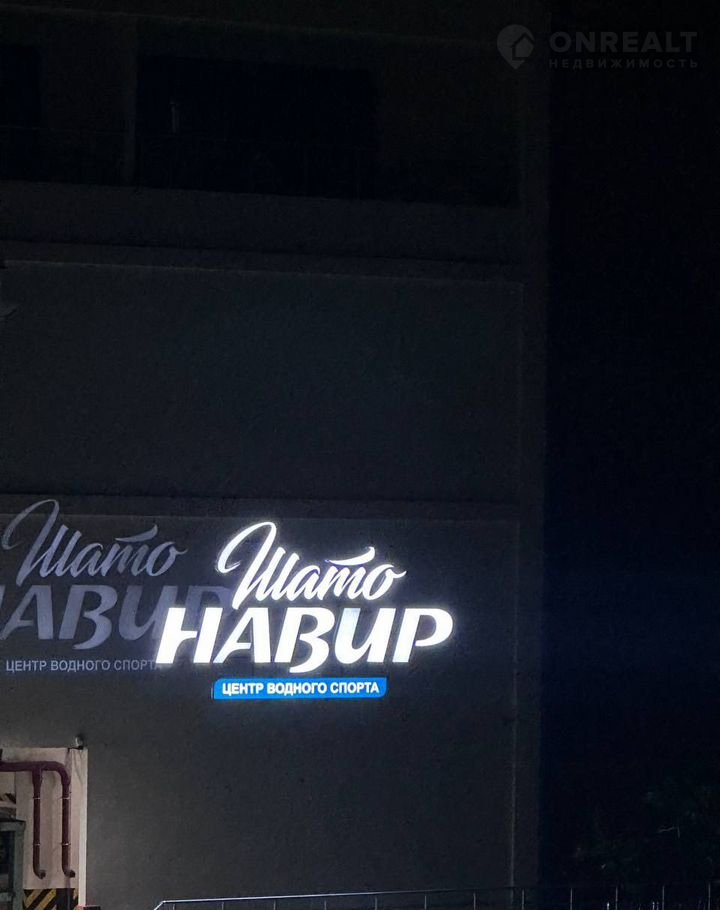 ONREALT
НЕДВИЖИМОСТЬ
Шато
НАВИР
ЦЕНТР ВОДНОГО СПОРТА
Шато
НАВИР
ЦЕНТР ВОДНОГО СПОРТА